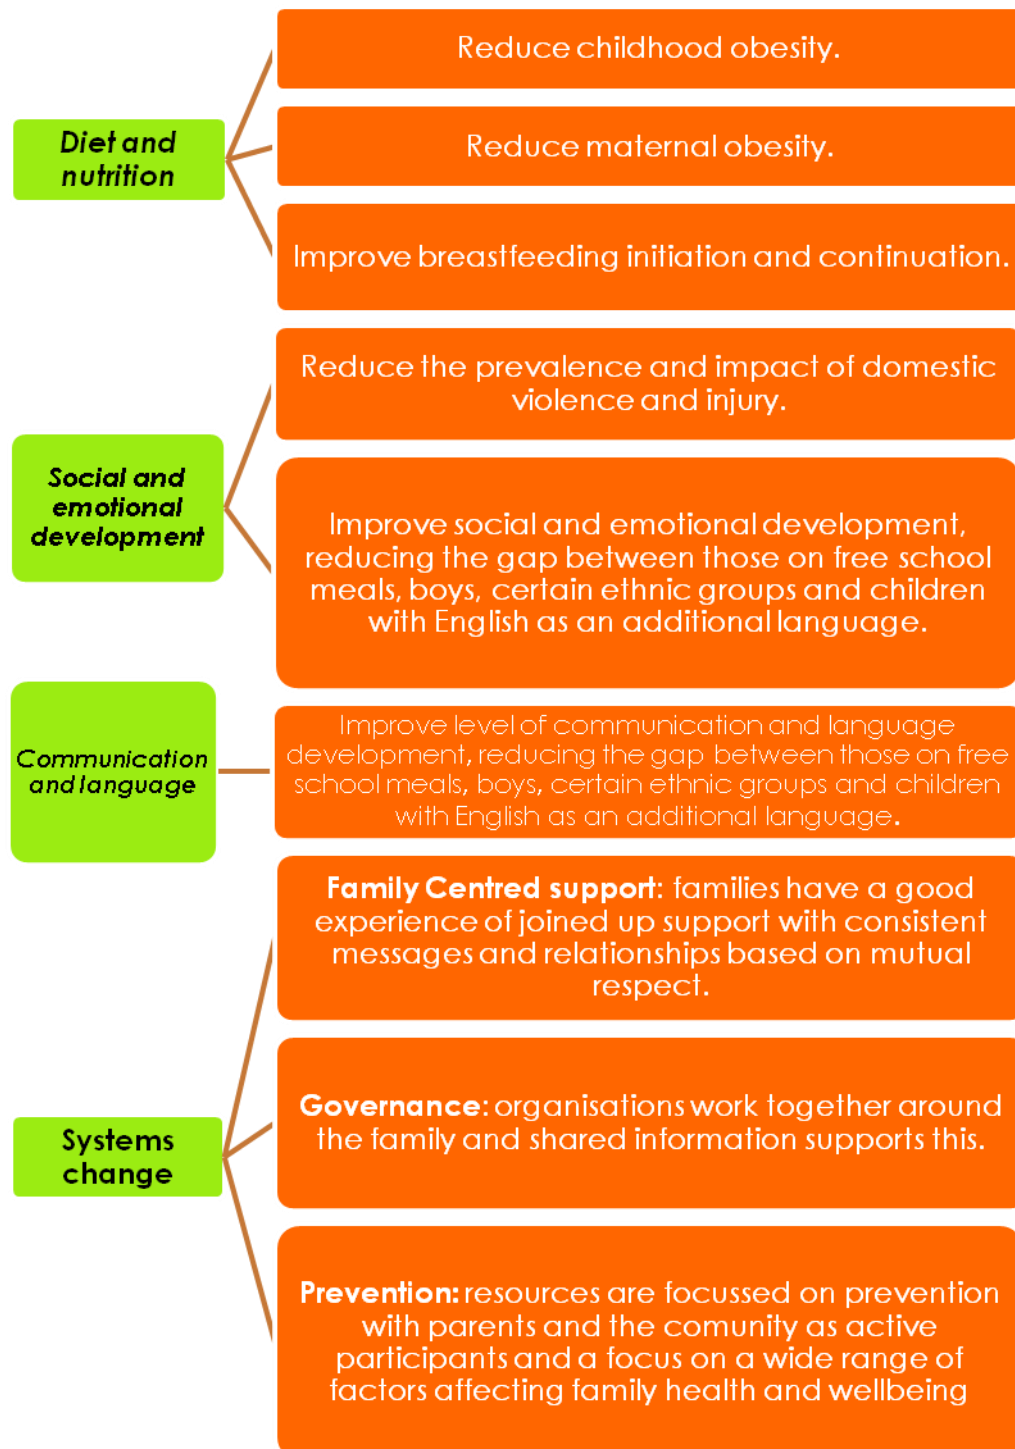 Diet and
nutrition
Reduce childhood obesity.
Reduce maternal obesity.
Improve breastfeeding initiation and continuation.
Social and
emotional
development
Reduce the prevalence and impact of domestic
violence and injury.
Improve social and emotional development,
reducing the gap between those on free school
meals, boys, certain ethnic groups and children
with English as an additional language.
Communication
and language
Improve level of communication and language
development, reducing the gap between those on free
school meals, boys, certain ethnic groups and children
with English as an additional language.
Systems
change
Family Centred support: families have a good
experience of joined up support with consistent
messages and relationships based on mutual
respect.
Governance: organisations work together around
the family and shared information supports this.
Prevention: resources are focussed on prevention
with parents and the comunity as active
participants and a focus on a wide range of
factors affecting family health and wellbeing